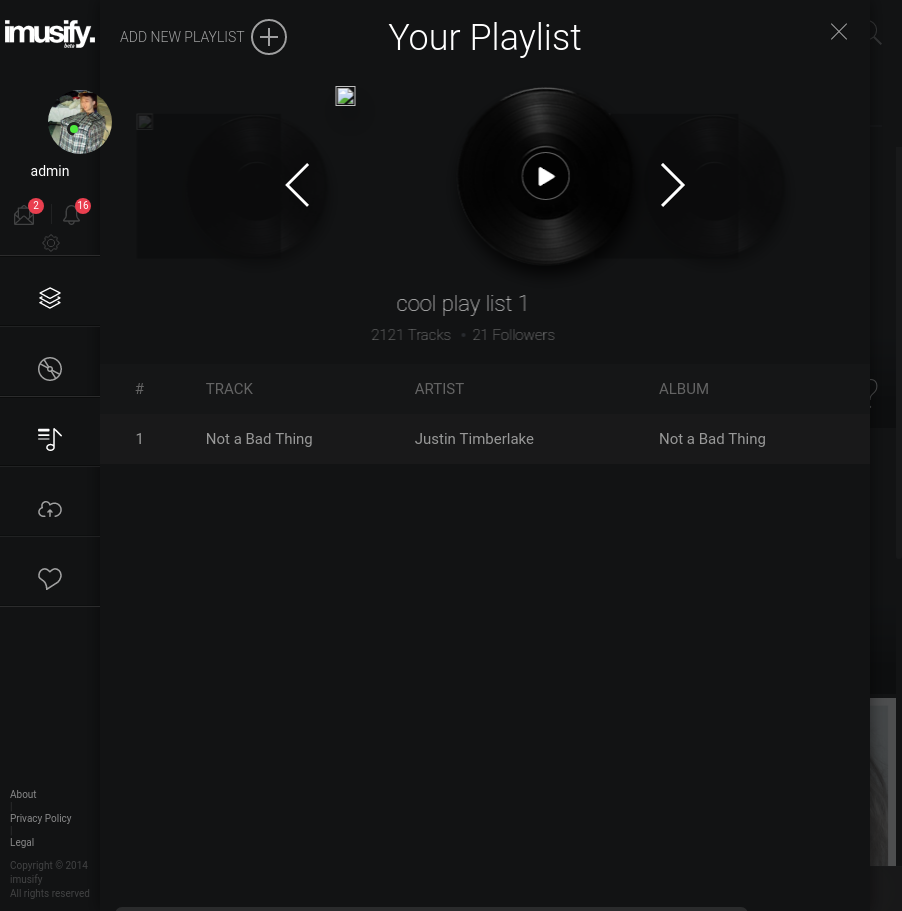 imusify.
beta
ADD NEW PLAYLIST
Your Playlist
admin
2
16
cool play list 1
2121 Tracks • 21 Followers
# TRACK ARTIST ALBUM
1 Not a Bad Thing Justin Timberlake Not a Bad Thing
About
|
Privacy Policy
|
Legal
Copyright © 2014
imusify
All rights reserved